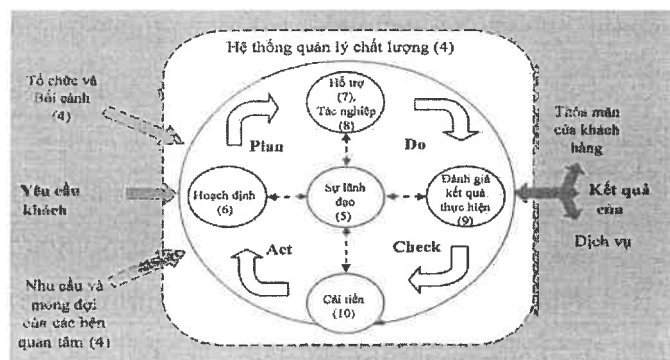 Hệ thống quản lý chất lượng (4)
Tổ chức và
Bối cảnh
(4)
Hỗ trợ
(7),
Tác nghiệp
(8)
Plan
Do
Thỏa mãn
của khách
hàng
Yêu cầu
khách
Hoạch định
(6)
Sự lãnh
đạo
(5)
Đánh giá
kết quả
thực hiện
(9)
Kết quả
của
Dịch vụ
Act
Check
Nhu cầu và
mong đợi
của các bên
quan tâm (4)
Cải tiến
(10)